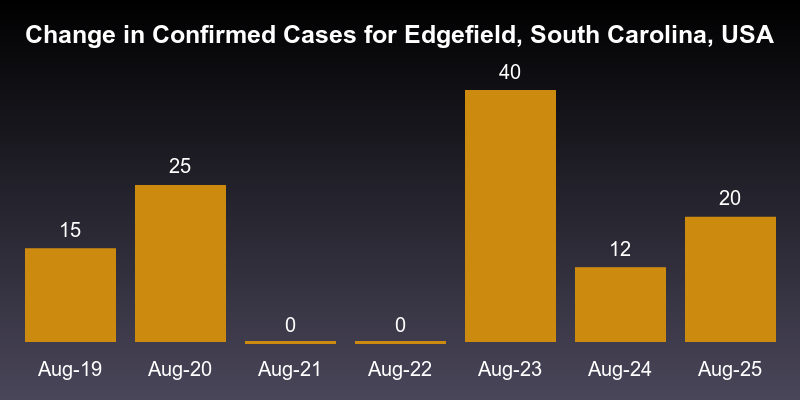 Change in Confirmed Cases for Edgefield, South Carolina, USA
40
25
20
15
12
0
0
Aug-19
Aug-20
Aug-21
Aug-22
Aug-23
Aug-24
Aug-25